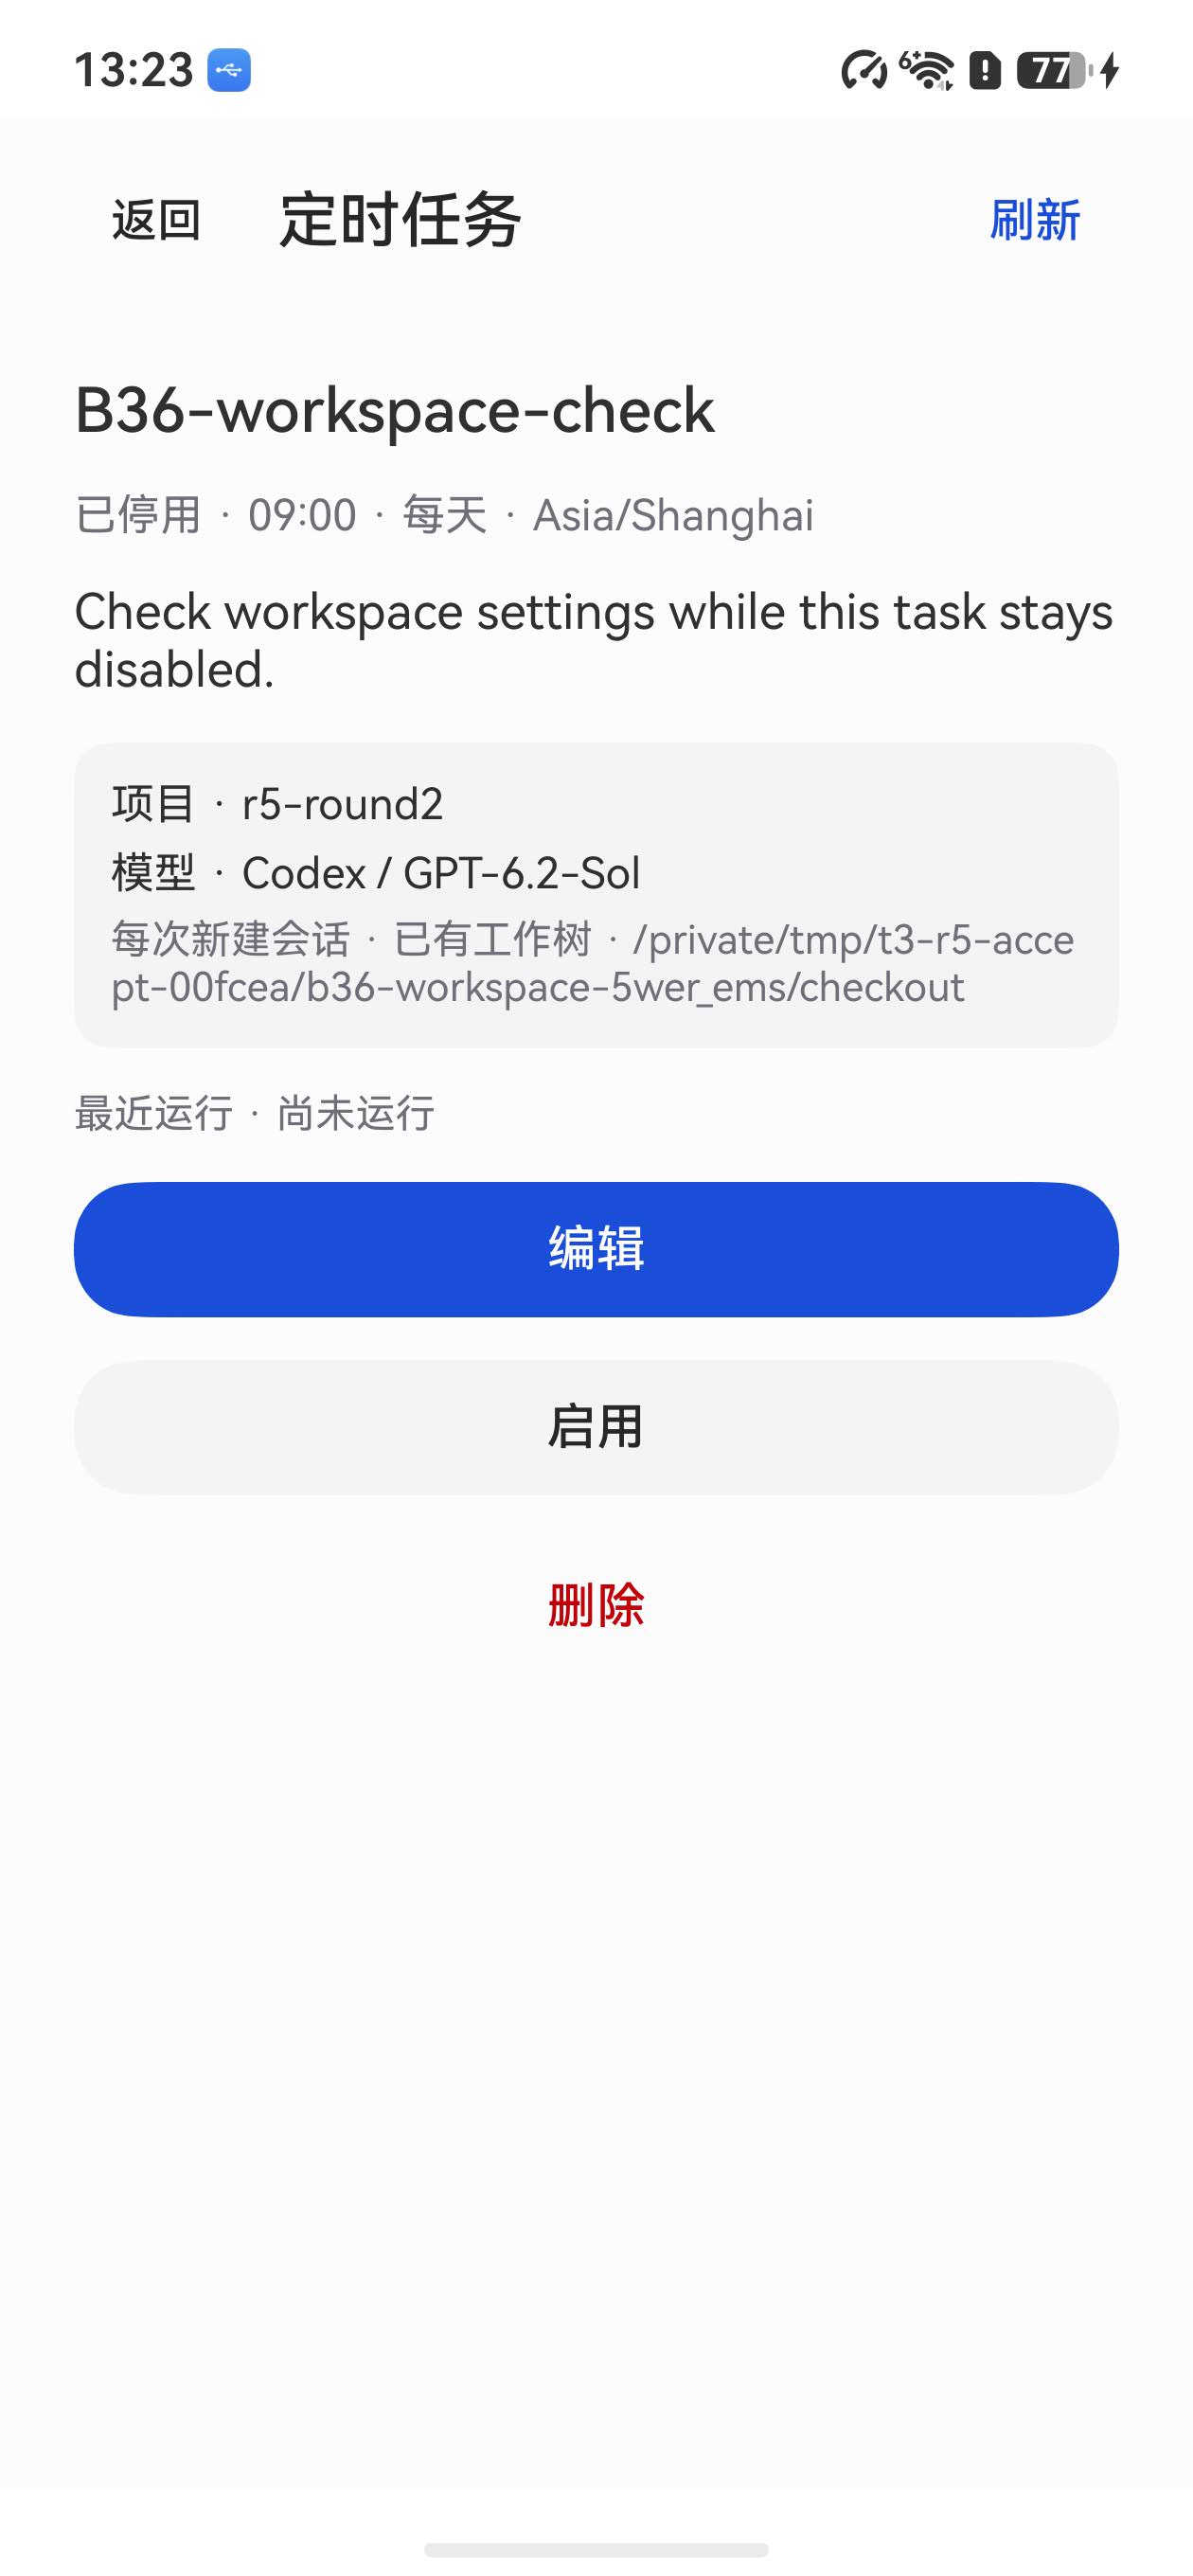 13:23
77
返回 定时任务 刷新
B36-workspace-check
已停用 · 09:00 · 每天 · Asia/Shanghai
Check workspace settings while this task stays
disabled.
项目 · r5-round2
模型 · Codex / GPT-6.2-Sol
每次新建会话 · 已有工作树 · /private/tmp/t3-r5-acce
pt-00fcea/b36-workspace-5wer_ems/checkout
最近运行 · 尚未运行
编辑
启用
删除